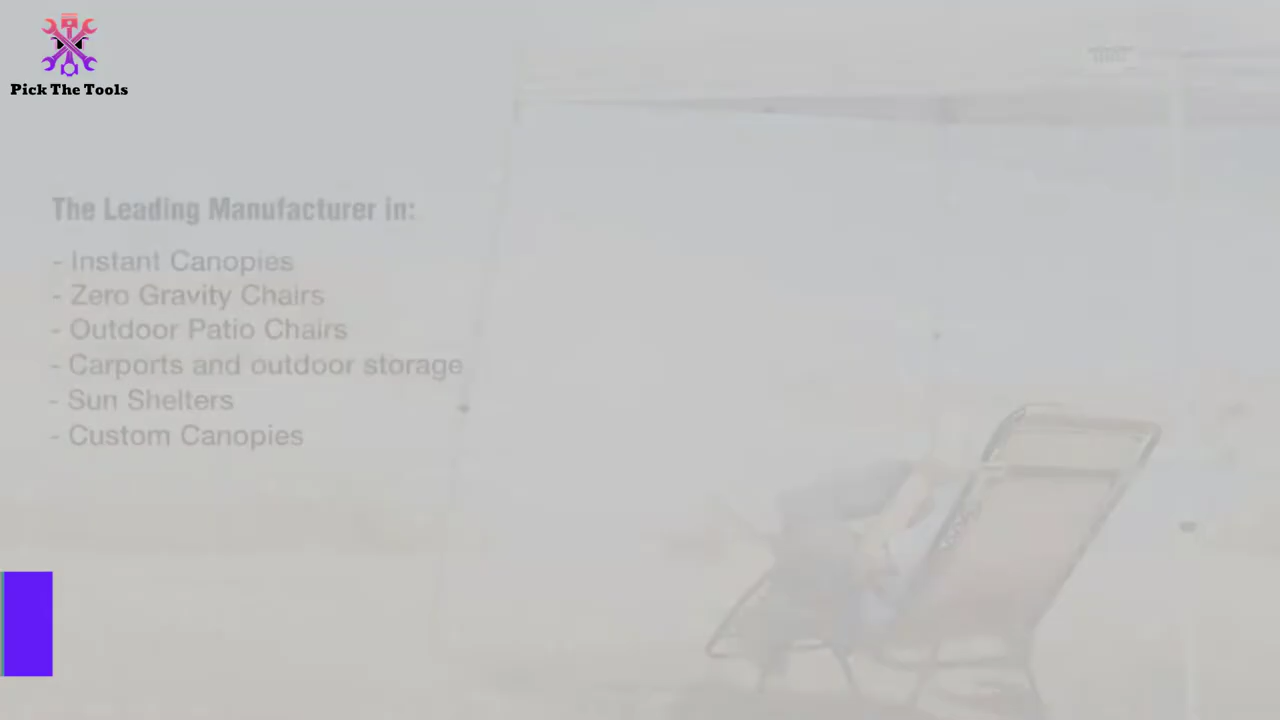 Pick The Tools
The Leading Manufacturer in:
- Instant Canopies
- Zero Gravity Chairs
- Outdoor Patio Chairs
- Carports and outdoor storage
- Sun Shelters
- Custom Canopies